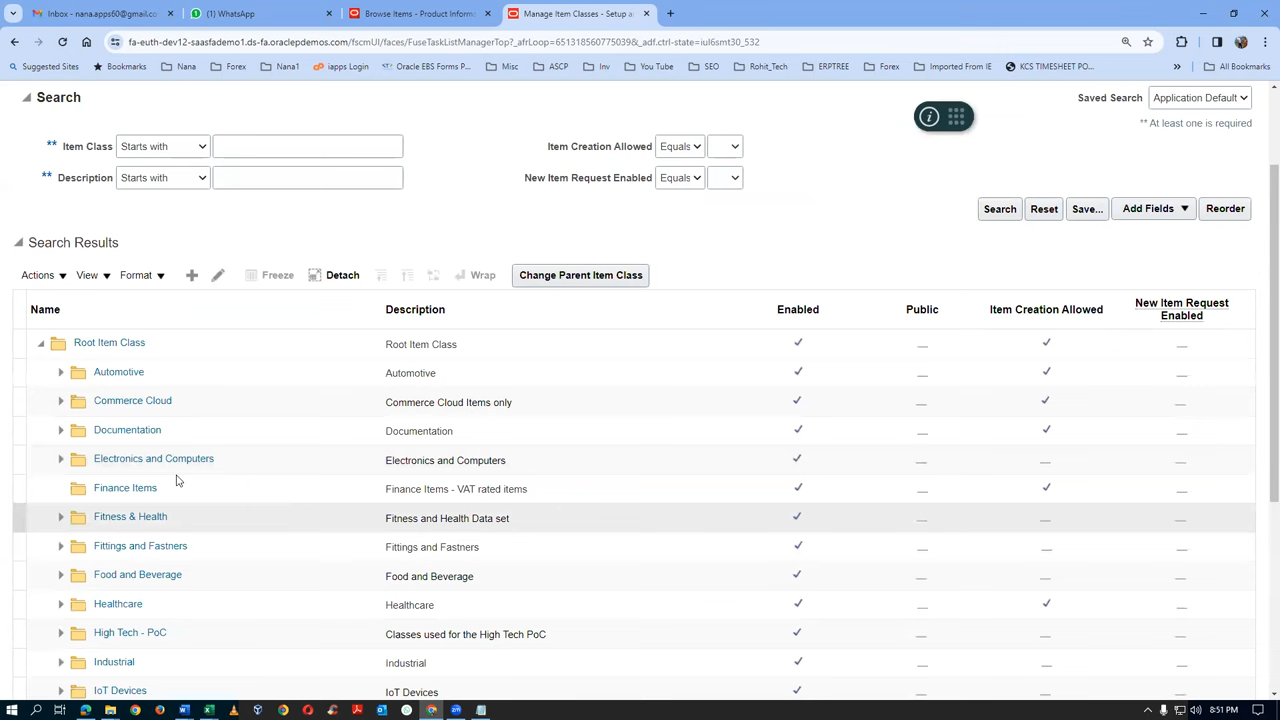 Inbox - nana.apps60@gmail.com
(1) WhatsApp
Browse Items - Product Informa
Manage Item Classes - Setup a
fa-euth-dev12-saasfademo1.ds-fa.oraclepdemos.com/fscmUI/faces/FuseTaskListManagerTop?_afrLoop=651318560775039&_adf.ctrl-state=iul6smt30_532
Suggested Sites
Bookmarks
Nana
Forex
Nana1
iapps Login
Oracle EBS Forms P...
Misc
ASCP
Inv
You Tube
SEO
Rohit_Tech
ERPTREE
Forex
Imported From IE
KCS TIMESHEET PO...
»
All Bookmarks
Search
Saved Search Application Default
** At least one is required
** Item Class Starts with
Item Creation Allowed Equals
** Description Starts with
New Item Request Enabled Equals
Search Reset Save... Add Fields Reorder
Search Results
Actions View Format Freeze Detach Wrap Change Parent Item Class
Name Description Enabled Public Item Creation Allowed New Item Request Enabled
Root Item Class Root Item Class
Automotive Automotive
Commerce Cloud Commerce Cloud Items only
Documentation Documentation
Electronics and Computers Electronics and Computers
Finance Items Finance Items - VAT rated items
Fitness & Health Fitness and Health Data set
Fittings and Fastners Fittings and Fastners
Food and Beverage Food and Beverage
Healthcare Healthcare
High Tech - PoC Classes used for the High Tech PoC
Industrial Industrial
IoT Devices IoT Devices
8:51 PM